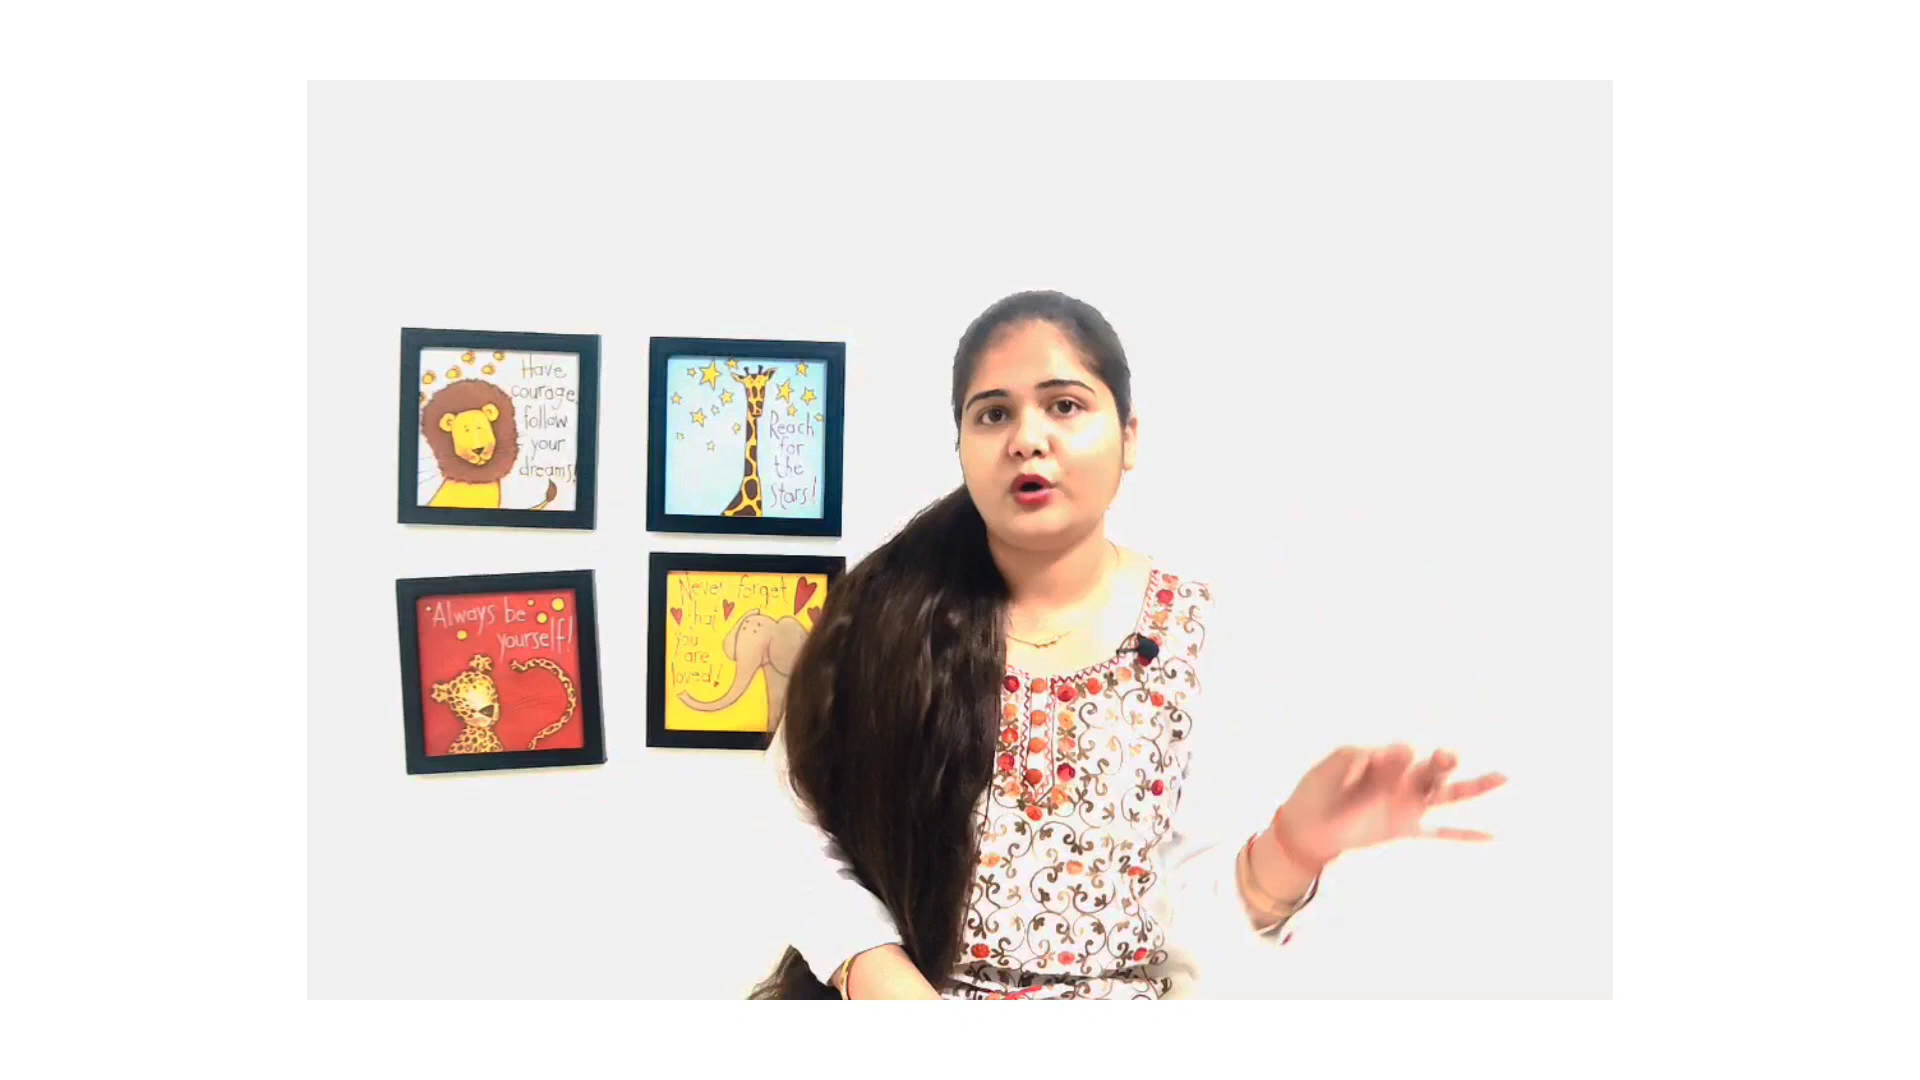 Have
courage,
follow
your
dreams!
Reach
for
the
Stars!
Always be
yourself!
Never forget
that
you
are
loved!